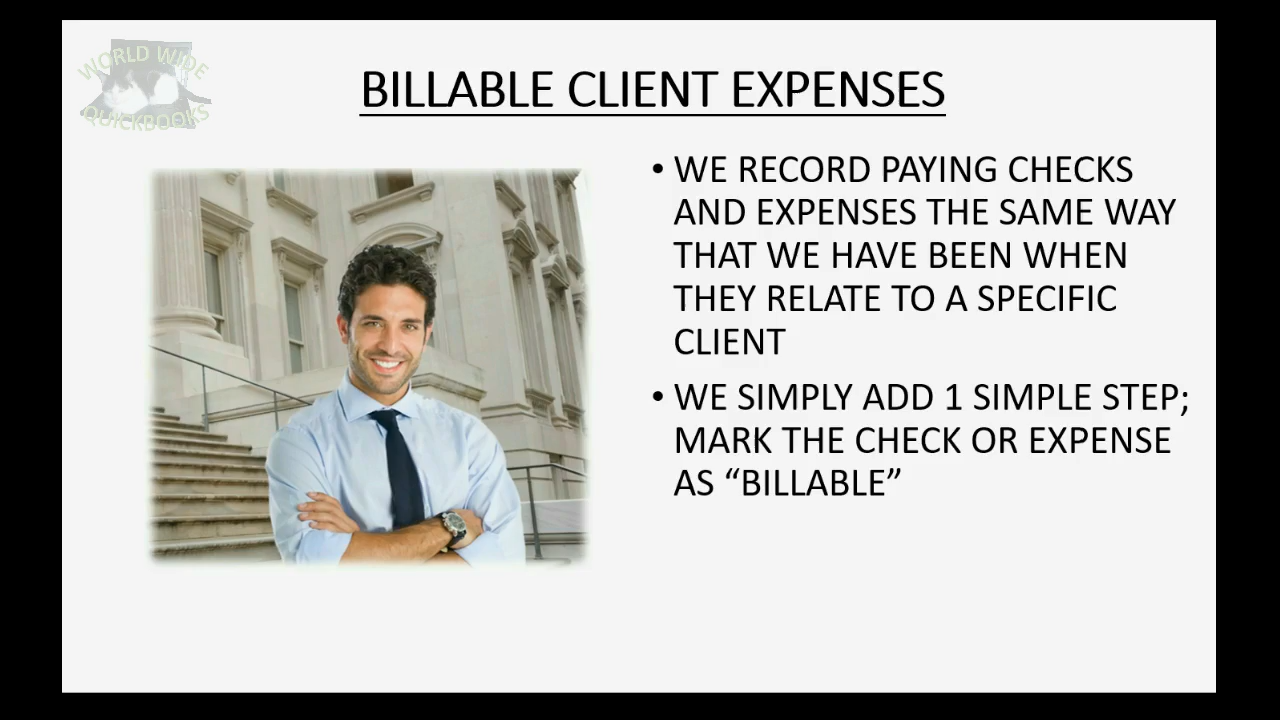 WORLD WIDE
QUICKBOOKS
BILLABLE CLIENT EXPENSES
• WE RECORD PAYING CHECKS
AND EXPENSES THE SAME WAY
THAT WE HAVE BEEN WHEN
THEY RELATE TO A SPECIFIC
CLIENT
• WE SIMPLY ADD 1 SIMPLE STEP;
MARK THE CHECK OR EXPENSE
AS “BILLABLE”